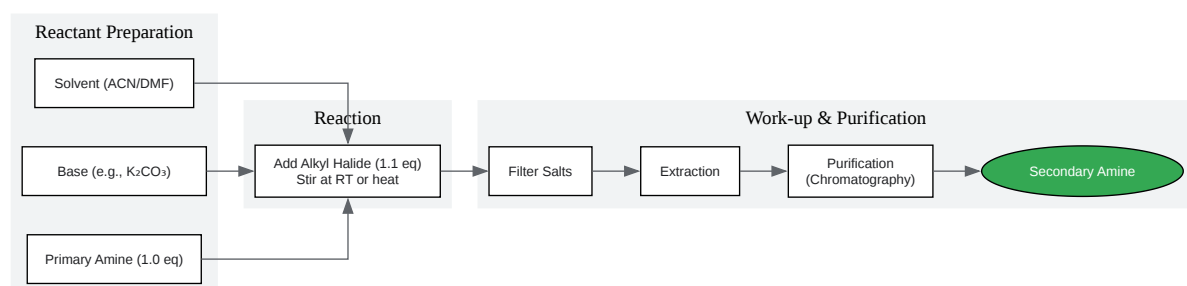 Reactant Preparation
Solvent (ACN/DMF)
Base (e.g., K₂CO₃)
Primary Amine (1.0 eq)
Reaction
Add Alkyl Halide (1.1 eq)
Stir at RT or heat
Work-up & Purification
Filter Salts
Extraction
Purification
(Chromatography)
Secondary Amine